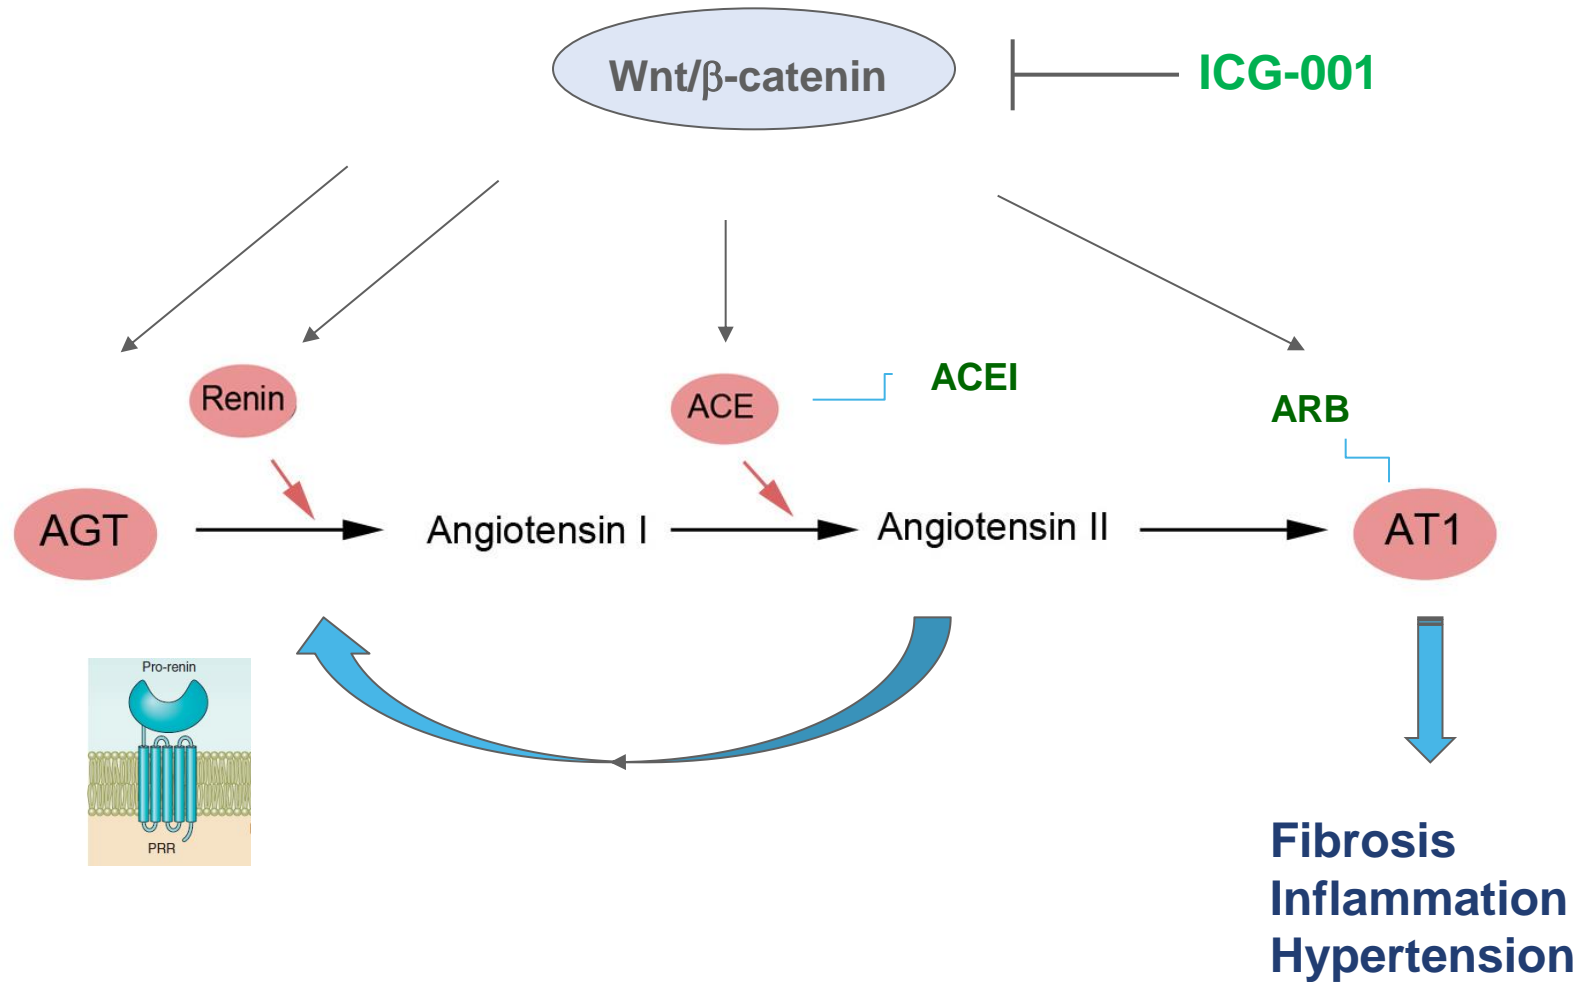 Wnt/β-catenin
ICG-001
Renin
ACE
ACEI
ARB
AGT
Angiotensin I
Angiotensin II
AT1
Pro-renin
PRR
Fibrosis
Inflammation
Hypertension